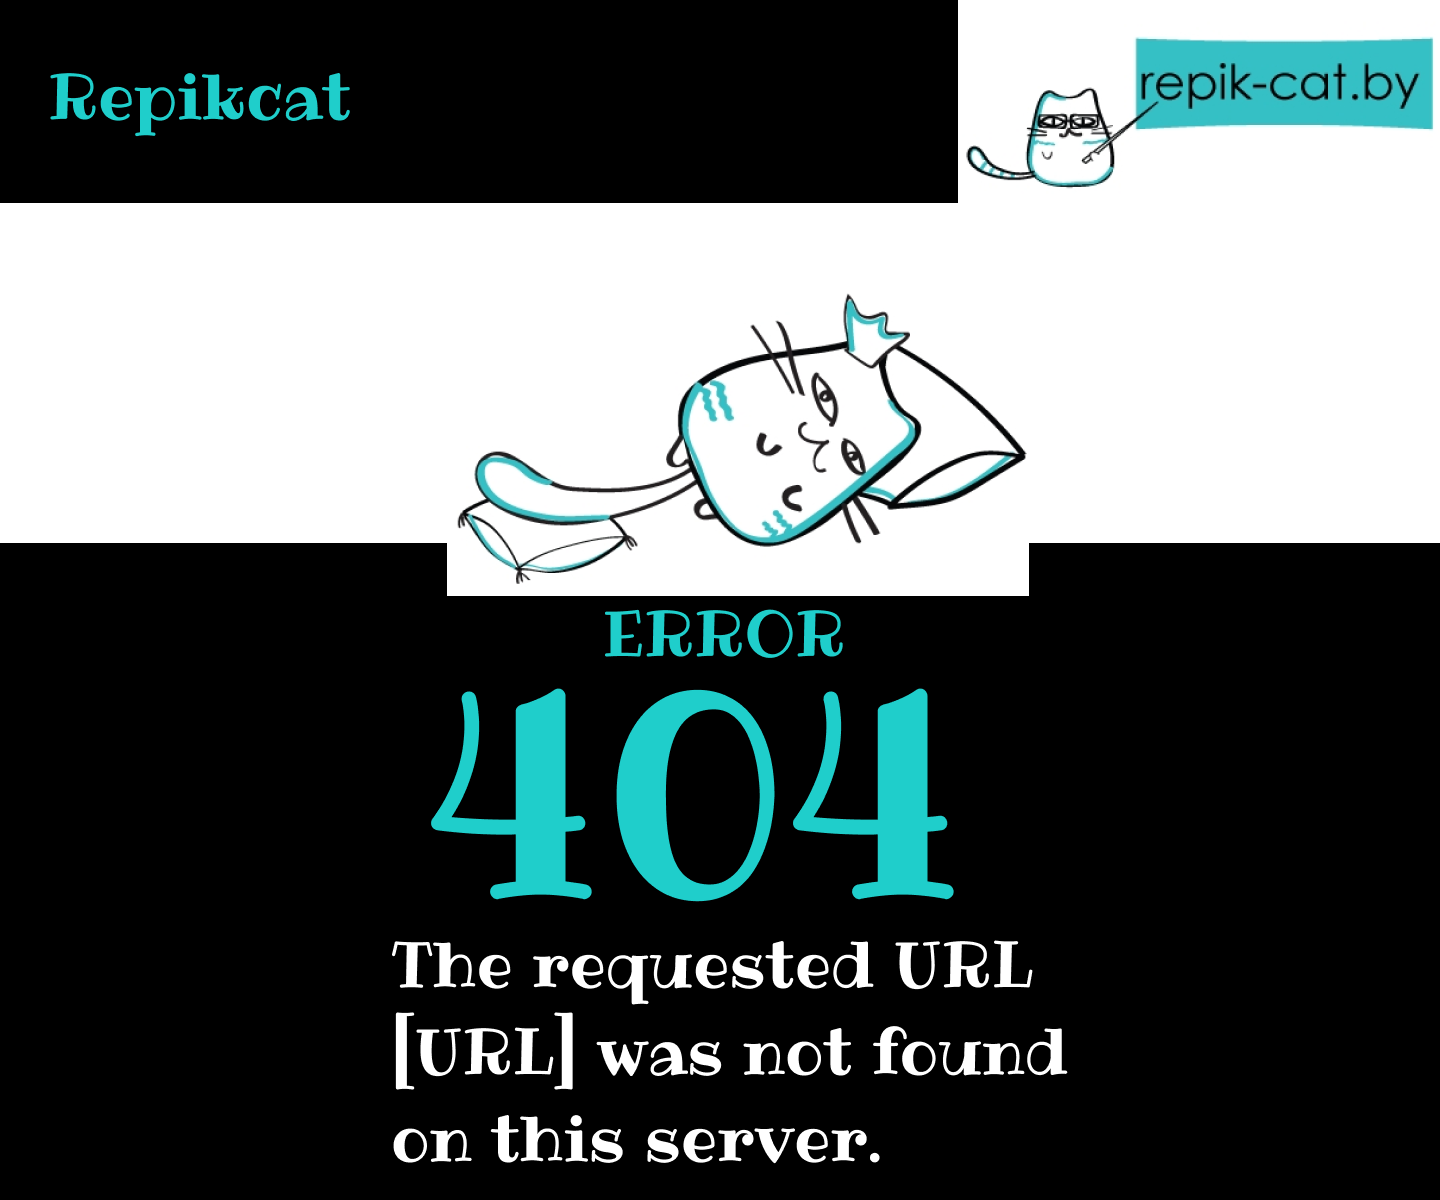 Repikcat
repik-cat.by
ERROR
404
The requested URL
[URL] was not found
on this server.